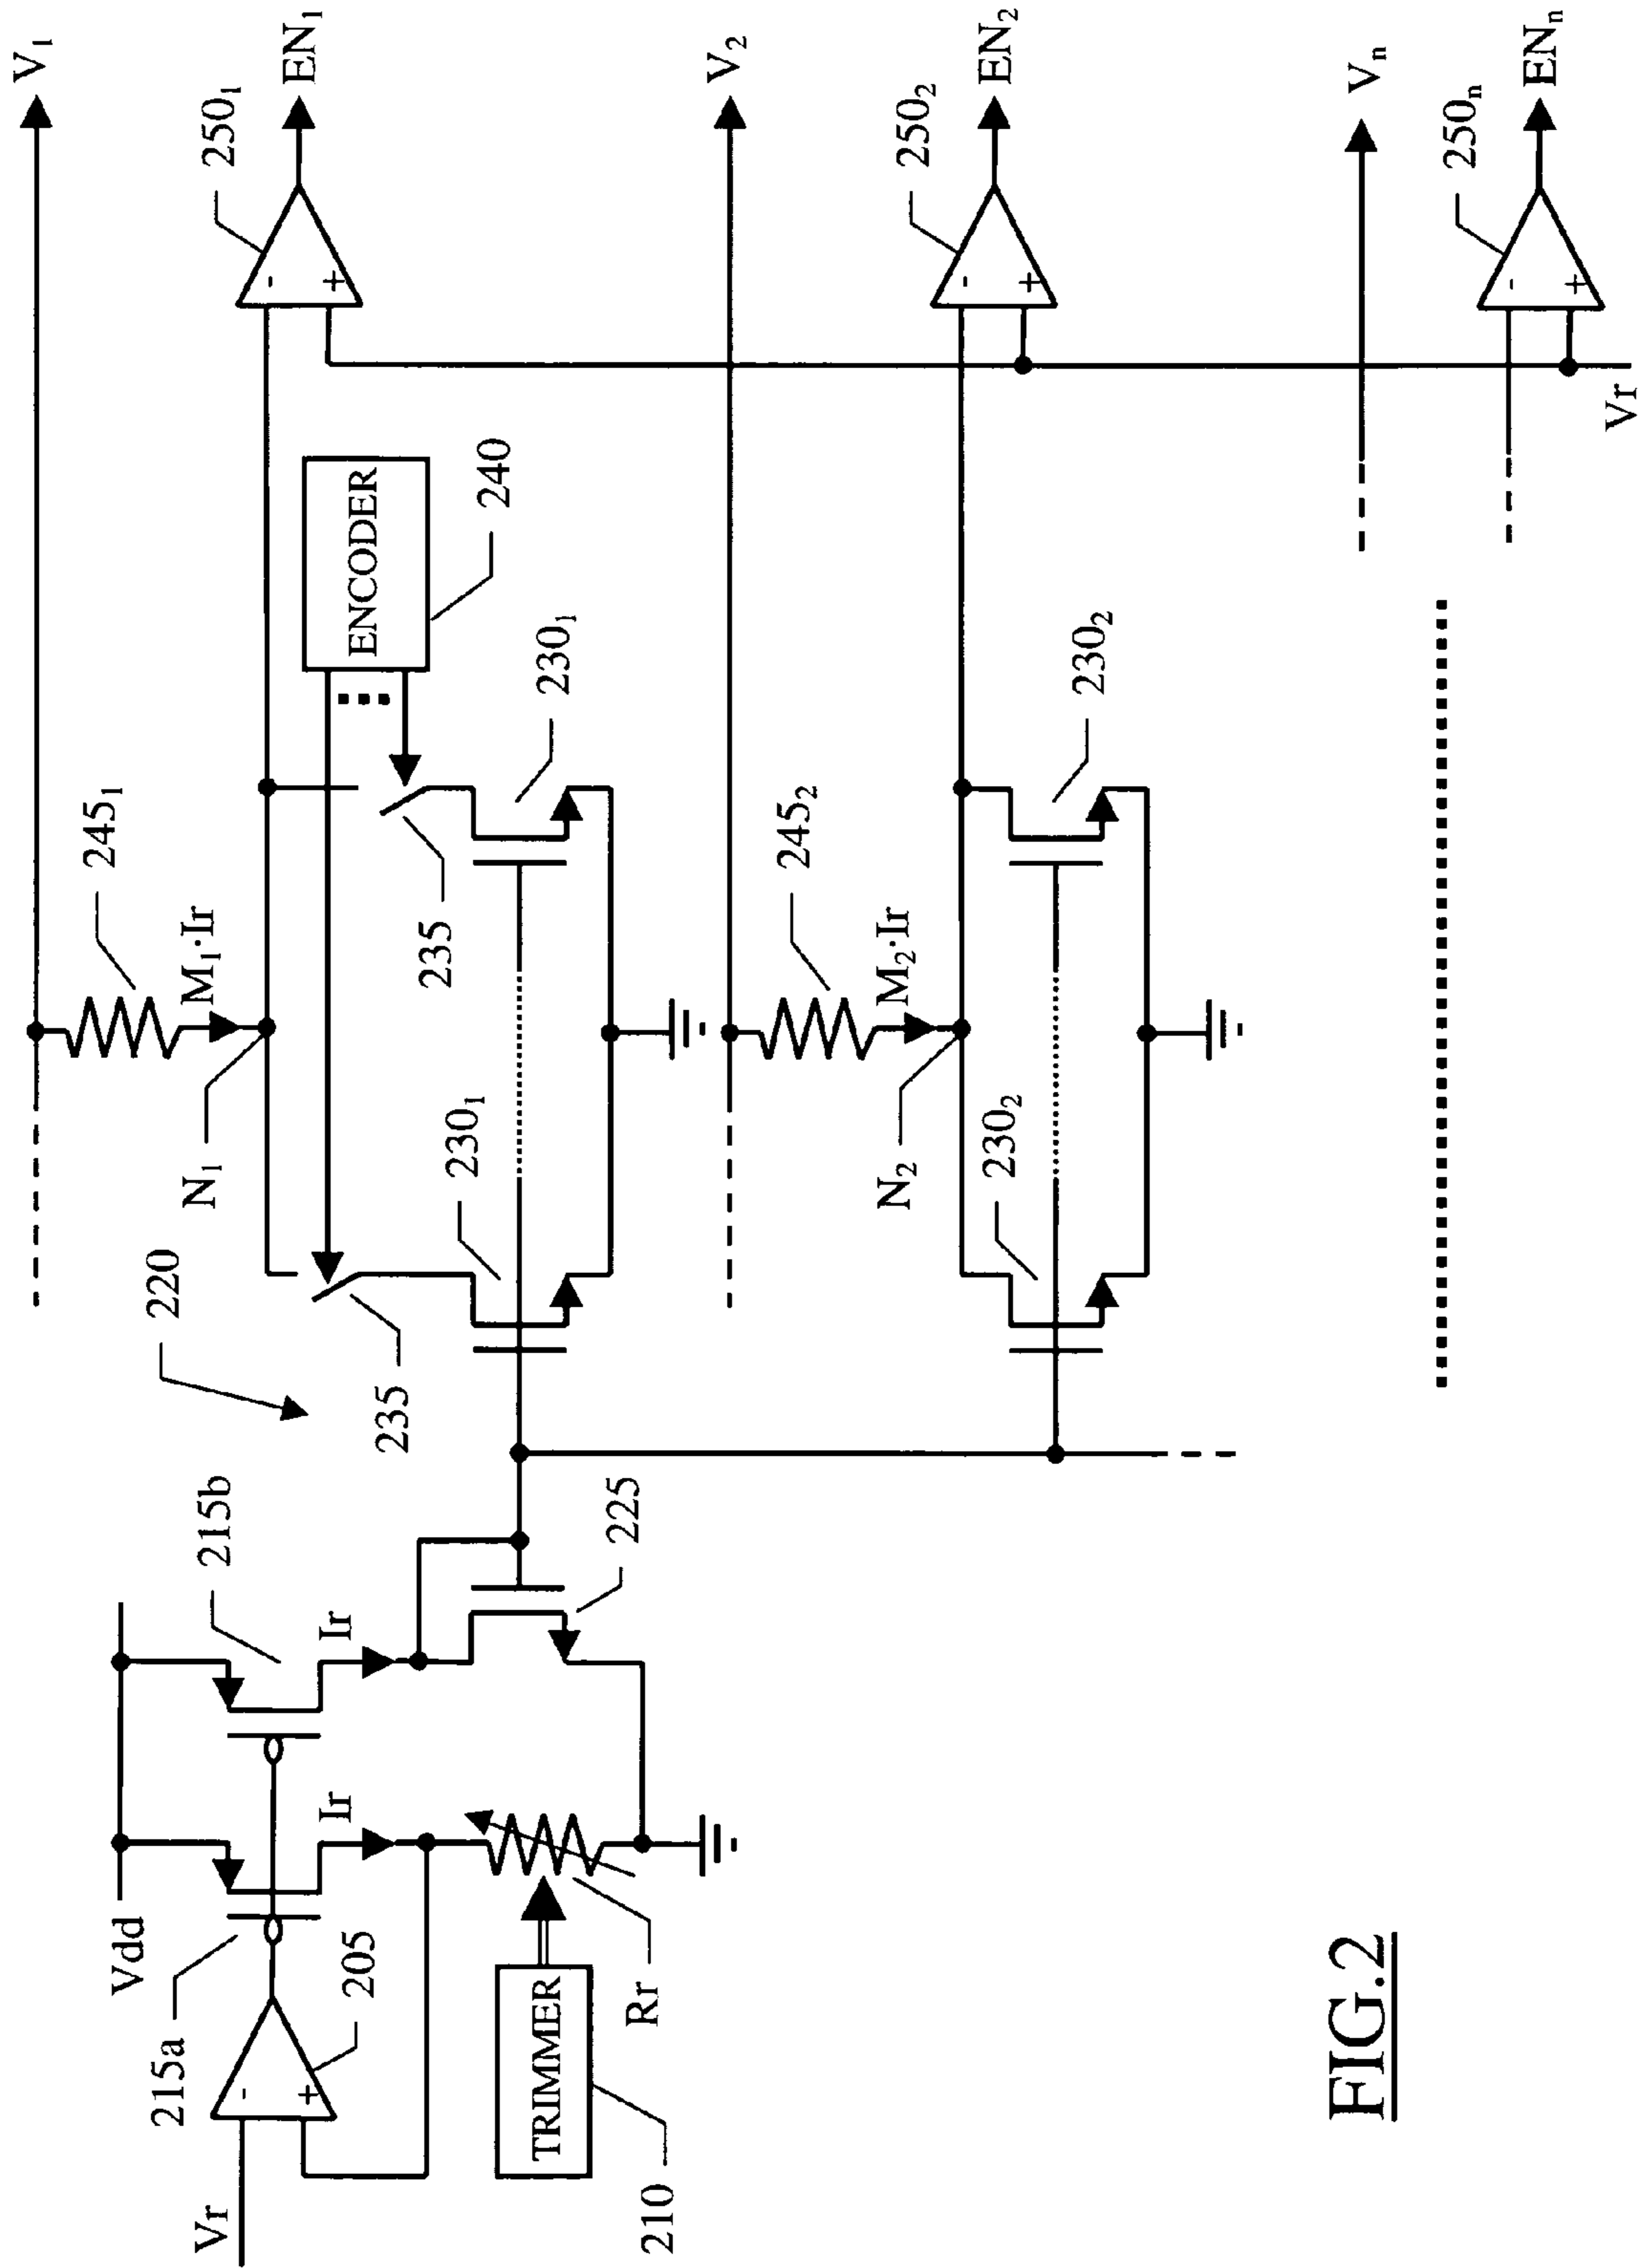 V₁
EN₁
250₁
245₁
M₁·Ir
N₁
-
+
ENCODER
240
230₁
235
230₁
235
220
V₂
EN₂
250₂
245₂
M₂·Ir
N₂
-
+
230₂
230₂
Vₙ
ENₙ
250ₙ
-
+
Vr
Vdd
215a
215b
Ir
Ir
225
205
-
+
Vr
TRIMMER
210
Rr
FIG.2